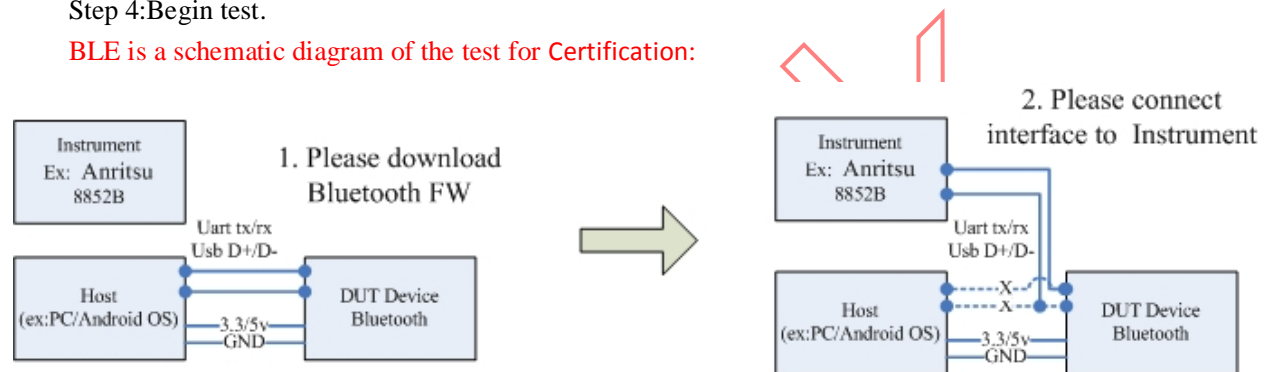 Step 4:Begin test.
BLE is a schematic diagram of the test for Certification:
Instrument
Ex: Anritsu
8852B
1. Please download
Bluetooth FW
Uart tx/rx
Usb D+/D-
Host
(ex:PC/Android OS)
3.3/5v
GND
DUT Device
Bluetooth
2. Please connect
interface to Instrument
Instrument
Ex: Anritsu
8852B
Uart tx/rx
Usb D+/D-
X
X
Host
(ex:PC/Android OS)
3.3/5v
GND
DUT Device
Bluetooth